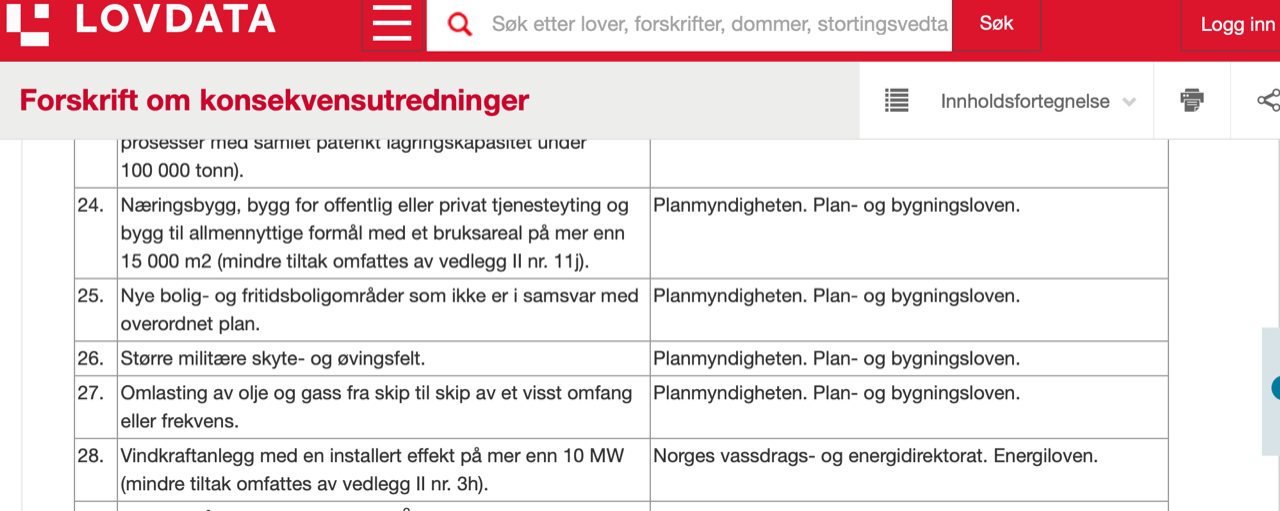 LOVDATA
Søk etter lover, forskrifter, dommer, stortingsvedta
Søk
Logg inn
Forskrift om konsekvensutredninger
Innholdsfortegnelse
prosesser med samlet patenkt lagringskapasitet under
100 000 tonn).
24. Næringsbygg, bygg for offentlig eller privat tjenesteyting og Planmyndigheten. Plan- og bygningsloven.
bygg til allmennyttige formål med et bruksareal på mer enn
15 000 m2 (mindre tiltak omfattes av vedlegg II nr. 11j).
25. Nye bolig- og fritidsboligområder som ikke er i samsvar med Planmyndigheten. Plan- og bygningsloven.
overordnet plan.
26. Større militære skyte- og øvingsfelt. Planmyndigheten. Plan- og bygningsloven.
27. Omlasting av olje og gass fra skip til skip av et visst omfang Planmyndigheten. Plan- og bygningsloven.
eller frekvens.
28. Vindkraftanlegg med en installert effekt på mer enn 10 MW Norges vassdrags- og energidirektorat. Energiloven.
(mindre tiltak omfattes av vedlegg II nr. 3h).